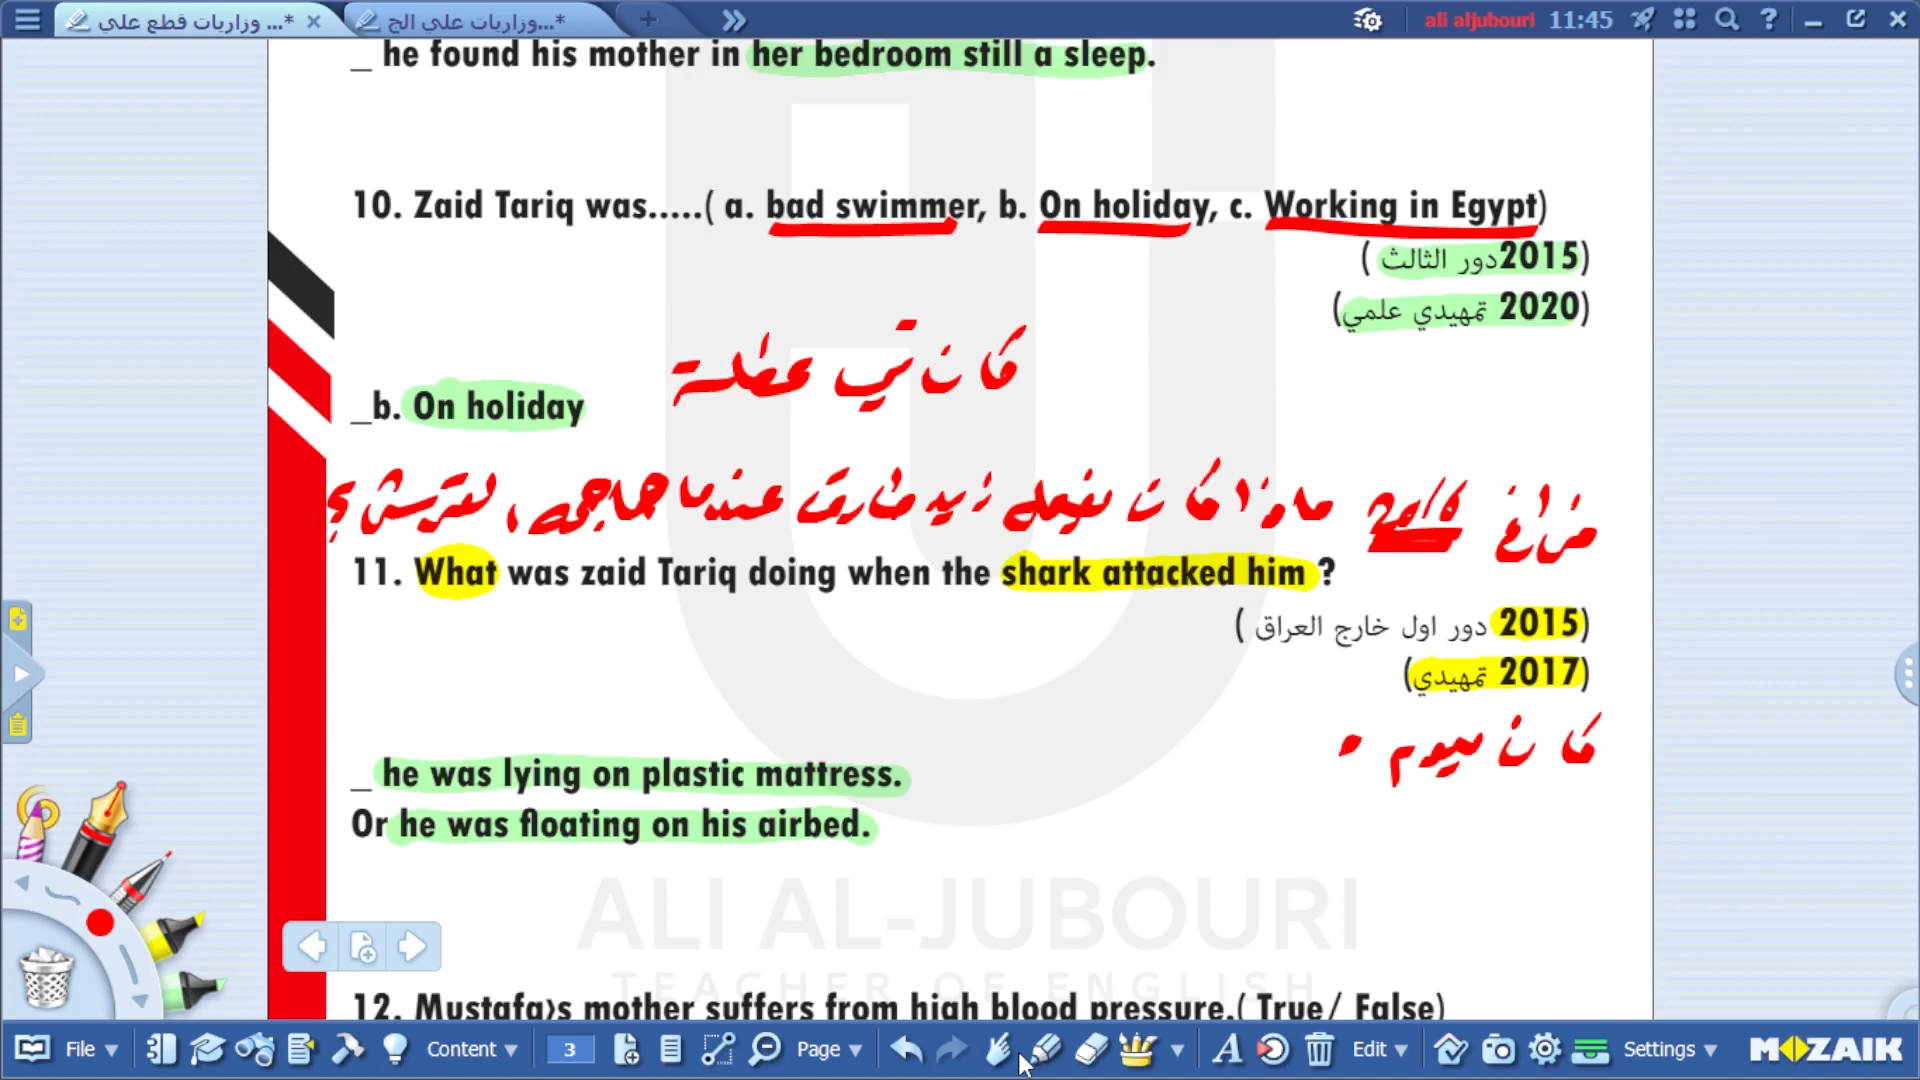 *... وزاريات قطع علي
وزاريات علي الج...*
ali aljubouri 11:45
_ he found his mother in her bedroom still a sleep.
10. Zaid Tariq was.....( a. bad swimmer, b. On holiday, c. Working in Egypt)
(2015دور الثالث )
(2020 تمهيدي علمي)
كان في عطلة
_b. On holiday
ماذا كان يفعل زيد طارق عندما هاجمه القرش؟
11. What was zaid Tariq doing when the shark attacked him ?
(2015 دور اول خارج العراق )
(2017 تمهيدي)
كان
_ he was lying on plastic mattress.
Or he was floating on his airbed.
ALI AL-JUBOURI
TEACHER OF ENGLISH
12. Mustafa›s mother suffers from high blood pressure.( True/ False)
File Content 3 Page Edit Settings MOZAIK